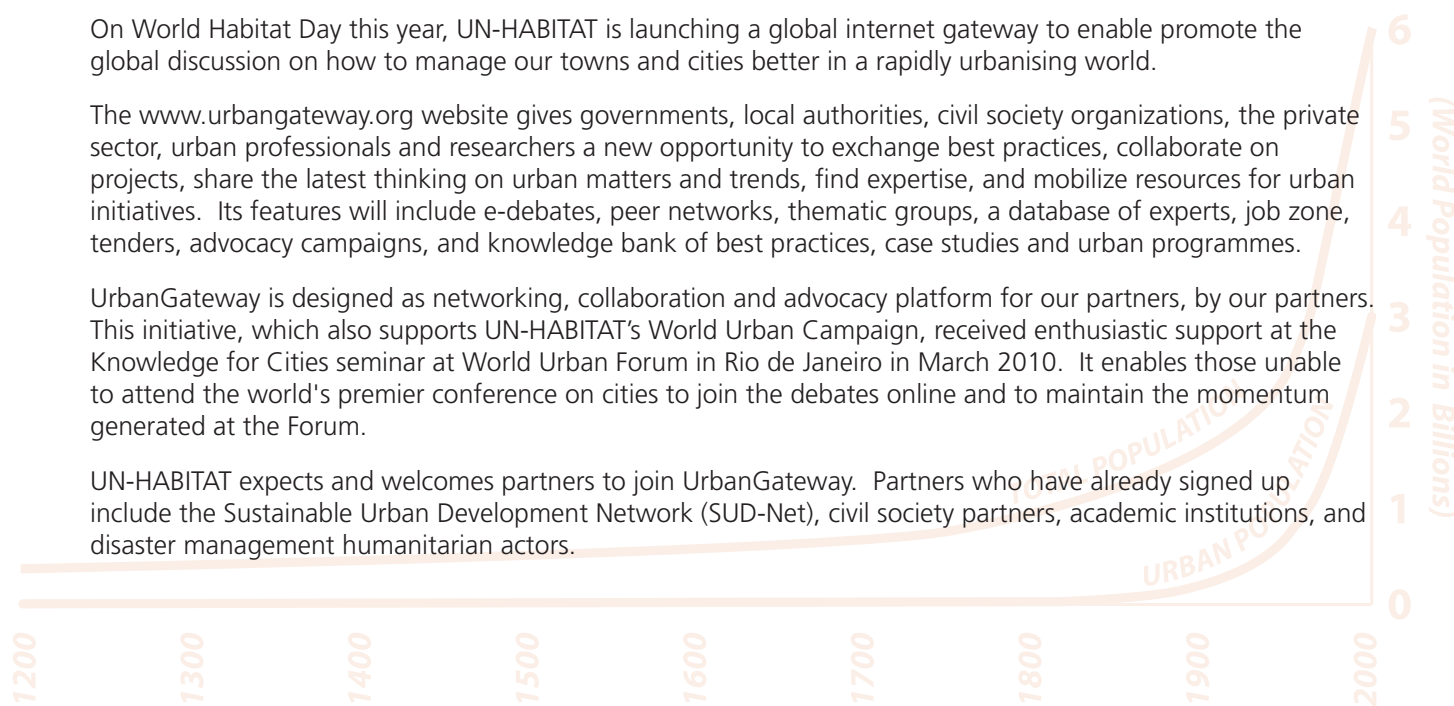 On World Habitat Day this year, UN-HABITAT is launching a global internet gateway to enable promote the
global discussion on how to manage our towns and cities better in a rapidly urbanising world.
The www.urbangateway.org website gives governments, local authorities, civil society organizations, the private
sector, urban professionals and researchers a new opportunity to exchange best practices, collaborate on
projects, share the latest thinking on urban matters and trends, find expertise, and mobilize resources for urban
initiatives.  Its features will include e-debates, peer networks, thematic groups, a database of experts, job zone,
tenders, advocacy campaigns, and knowledge bank of best practices, case studies and urban programmes.
UrbanGateway is designed as networking, collaboration and advocacy platform for our partners, by our partners.
This initiative, which also supports UN-HABITAT’s World Urban Campaign, received enthusiastic support at the
Knowledge for Cities seminar at World Urban Forum in Rio de Janeiro in March 2010.  It enables those unable
to attend the world's premier conference on cities to join the debates online and to maintain the momentum
generated at the Forum.
UN-HABITAT expects and welcomes partners to join UrbanGateway.  Partners who have already signed up
include the Sustainable Urban Development Network (SUD-Net), civil society partners, academic institutions, and
disaster management humanitarian actors.
TOTAL POPULATION
URBAN POPULATION
6
5
4
3
2
1
0
(World Population in Billions)
1200
1300
1400
1500
1600
1700
1800
1900
2000